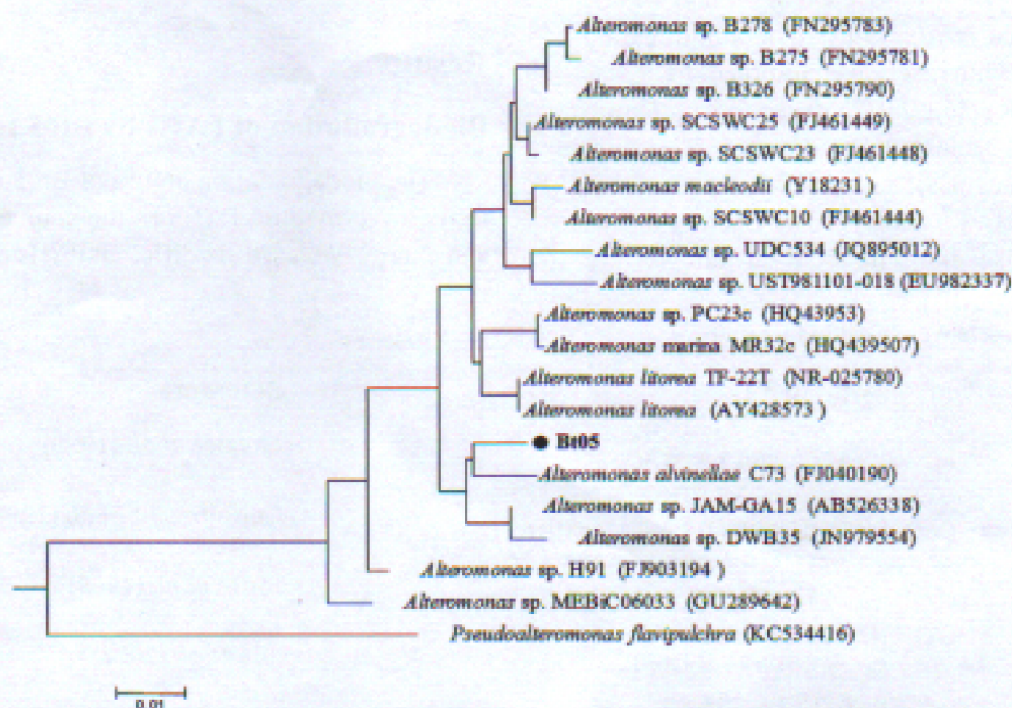 Alteromonas sp. B278 (FN295783)
Alteromonas sp. B275 (FN295781)
Alteromonas sp. B326 (FN295790)
Alteromonas sp. SCSWC25 (FJ461449)
Alteromonas sp. SCSWC23 (FJ461448)
Alteromonas macleodii (Y18231)
Alteromonas sp. SCSWC10 (FJ461444)
Alteromonas sp. UDC534 (JQ895012)
Alteromonas sp. UST981101-018 (EU982337)
Alteromonas sp. PC23c (HQ43953)
Alteromonas marina MR32c (HQ439507)
Alteromonas litorea TF-22T (NR-025780)
Alteromonas litorea (AY428573)
Bt05
Alteromonas alvinellae C73 (FJ040190)
Alteromonas sp. JAM-GA15 (AB526338)
Alteromonas sp. DWB35 (JN979554)
Alteromonas sp. H91 (FJ903194)
Alteromonas sp. MEBiC06033 (GU289642)
Pseudoalteromonas flavipulchra (KC534416)
0.01